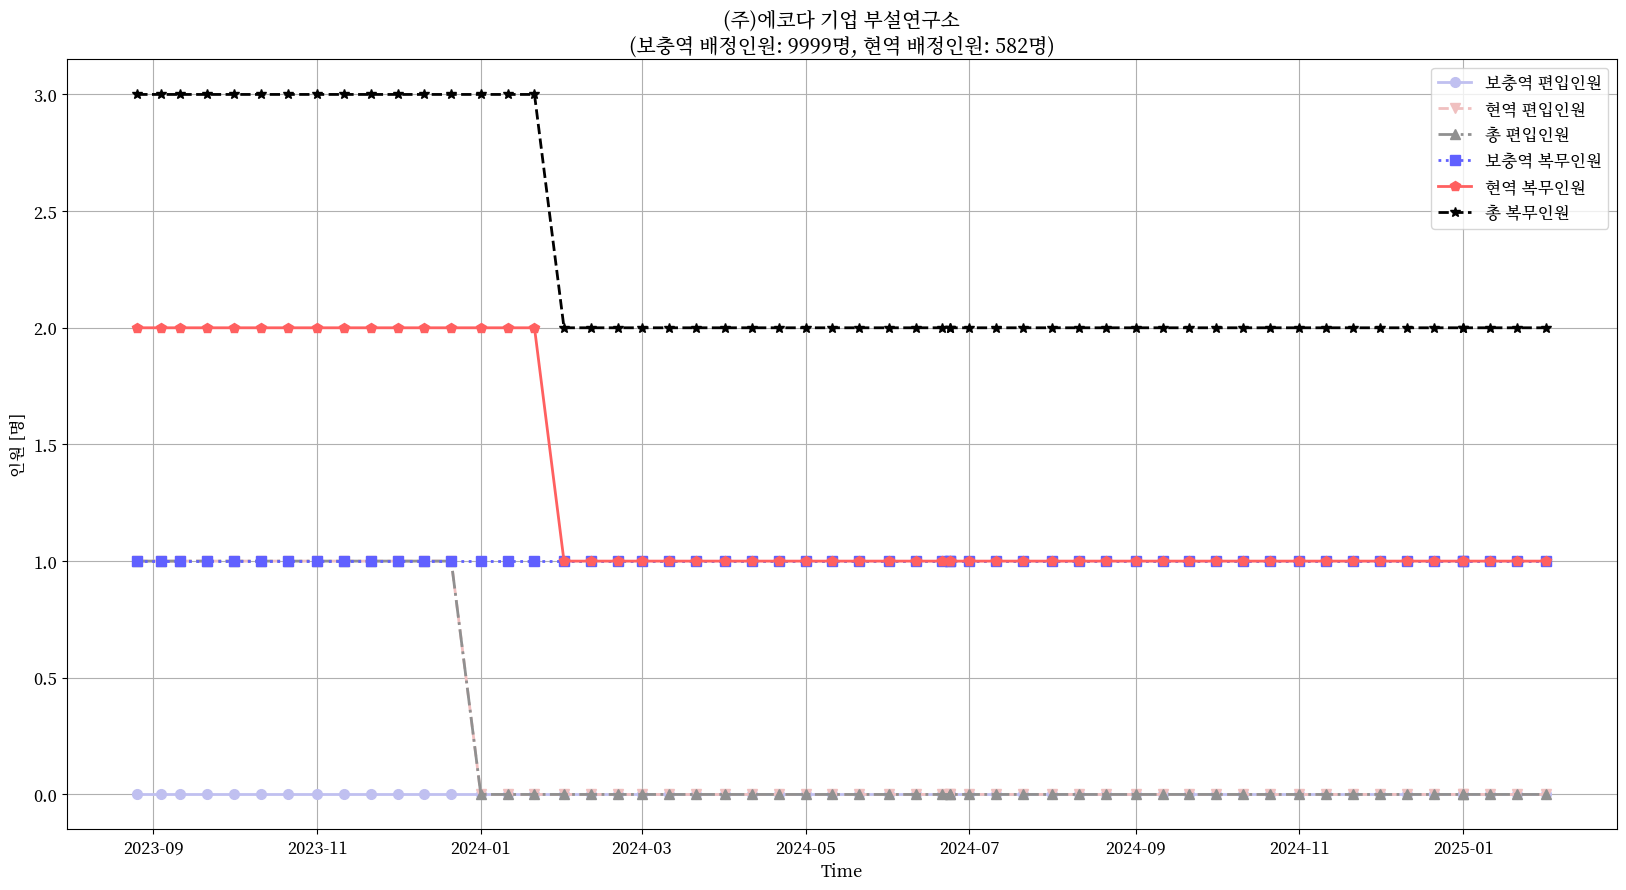 (주)에코다 기업 부설연구소
(보충역 배정인원: 9999명, 현역 배정인원: 582명)
보충역 편입인원
현역 편입인원
총 편입인원
보충역 복무인원
현역 복무인원
총 복무인원
인원 [명]
3.0
2.5
2.0
1.5
1.0
0.5
0.0
2023-09 2023-11 2024-01 2024-03 2024-05 2024-07 2024-09 2024-11 2025-01
Time